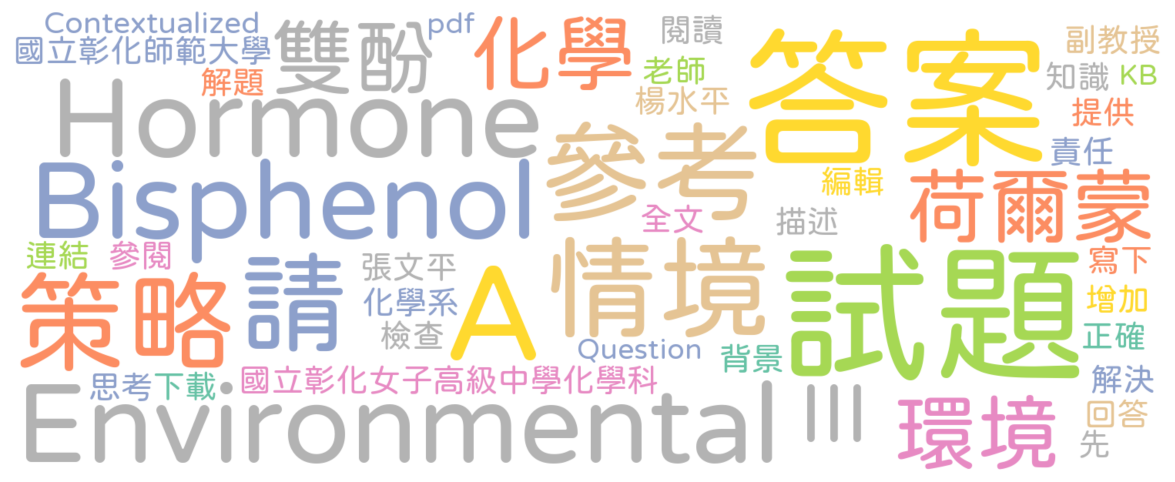 Contextualized
pdf
國立彰化師範大學
雙酚
化學
閱讀
答案
副教授
解題
老師
知識
KB
Hormone
楊水平
提供
參考
責任
Bisphenol
編輯
荷爾蒙
全文
描述
連結
參閱
請
張文平
情境
試題
寫下
策略
化學系
A
增加
檢查
Question
背景
正確
思考
下載
國立彰化女子高級中學化學科
解決
Environmental
III
環境
回答
先